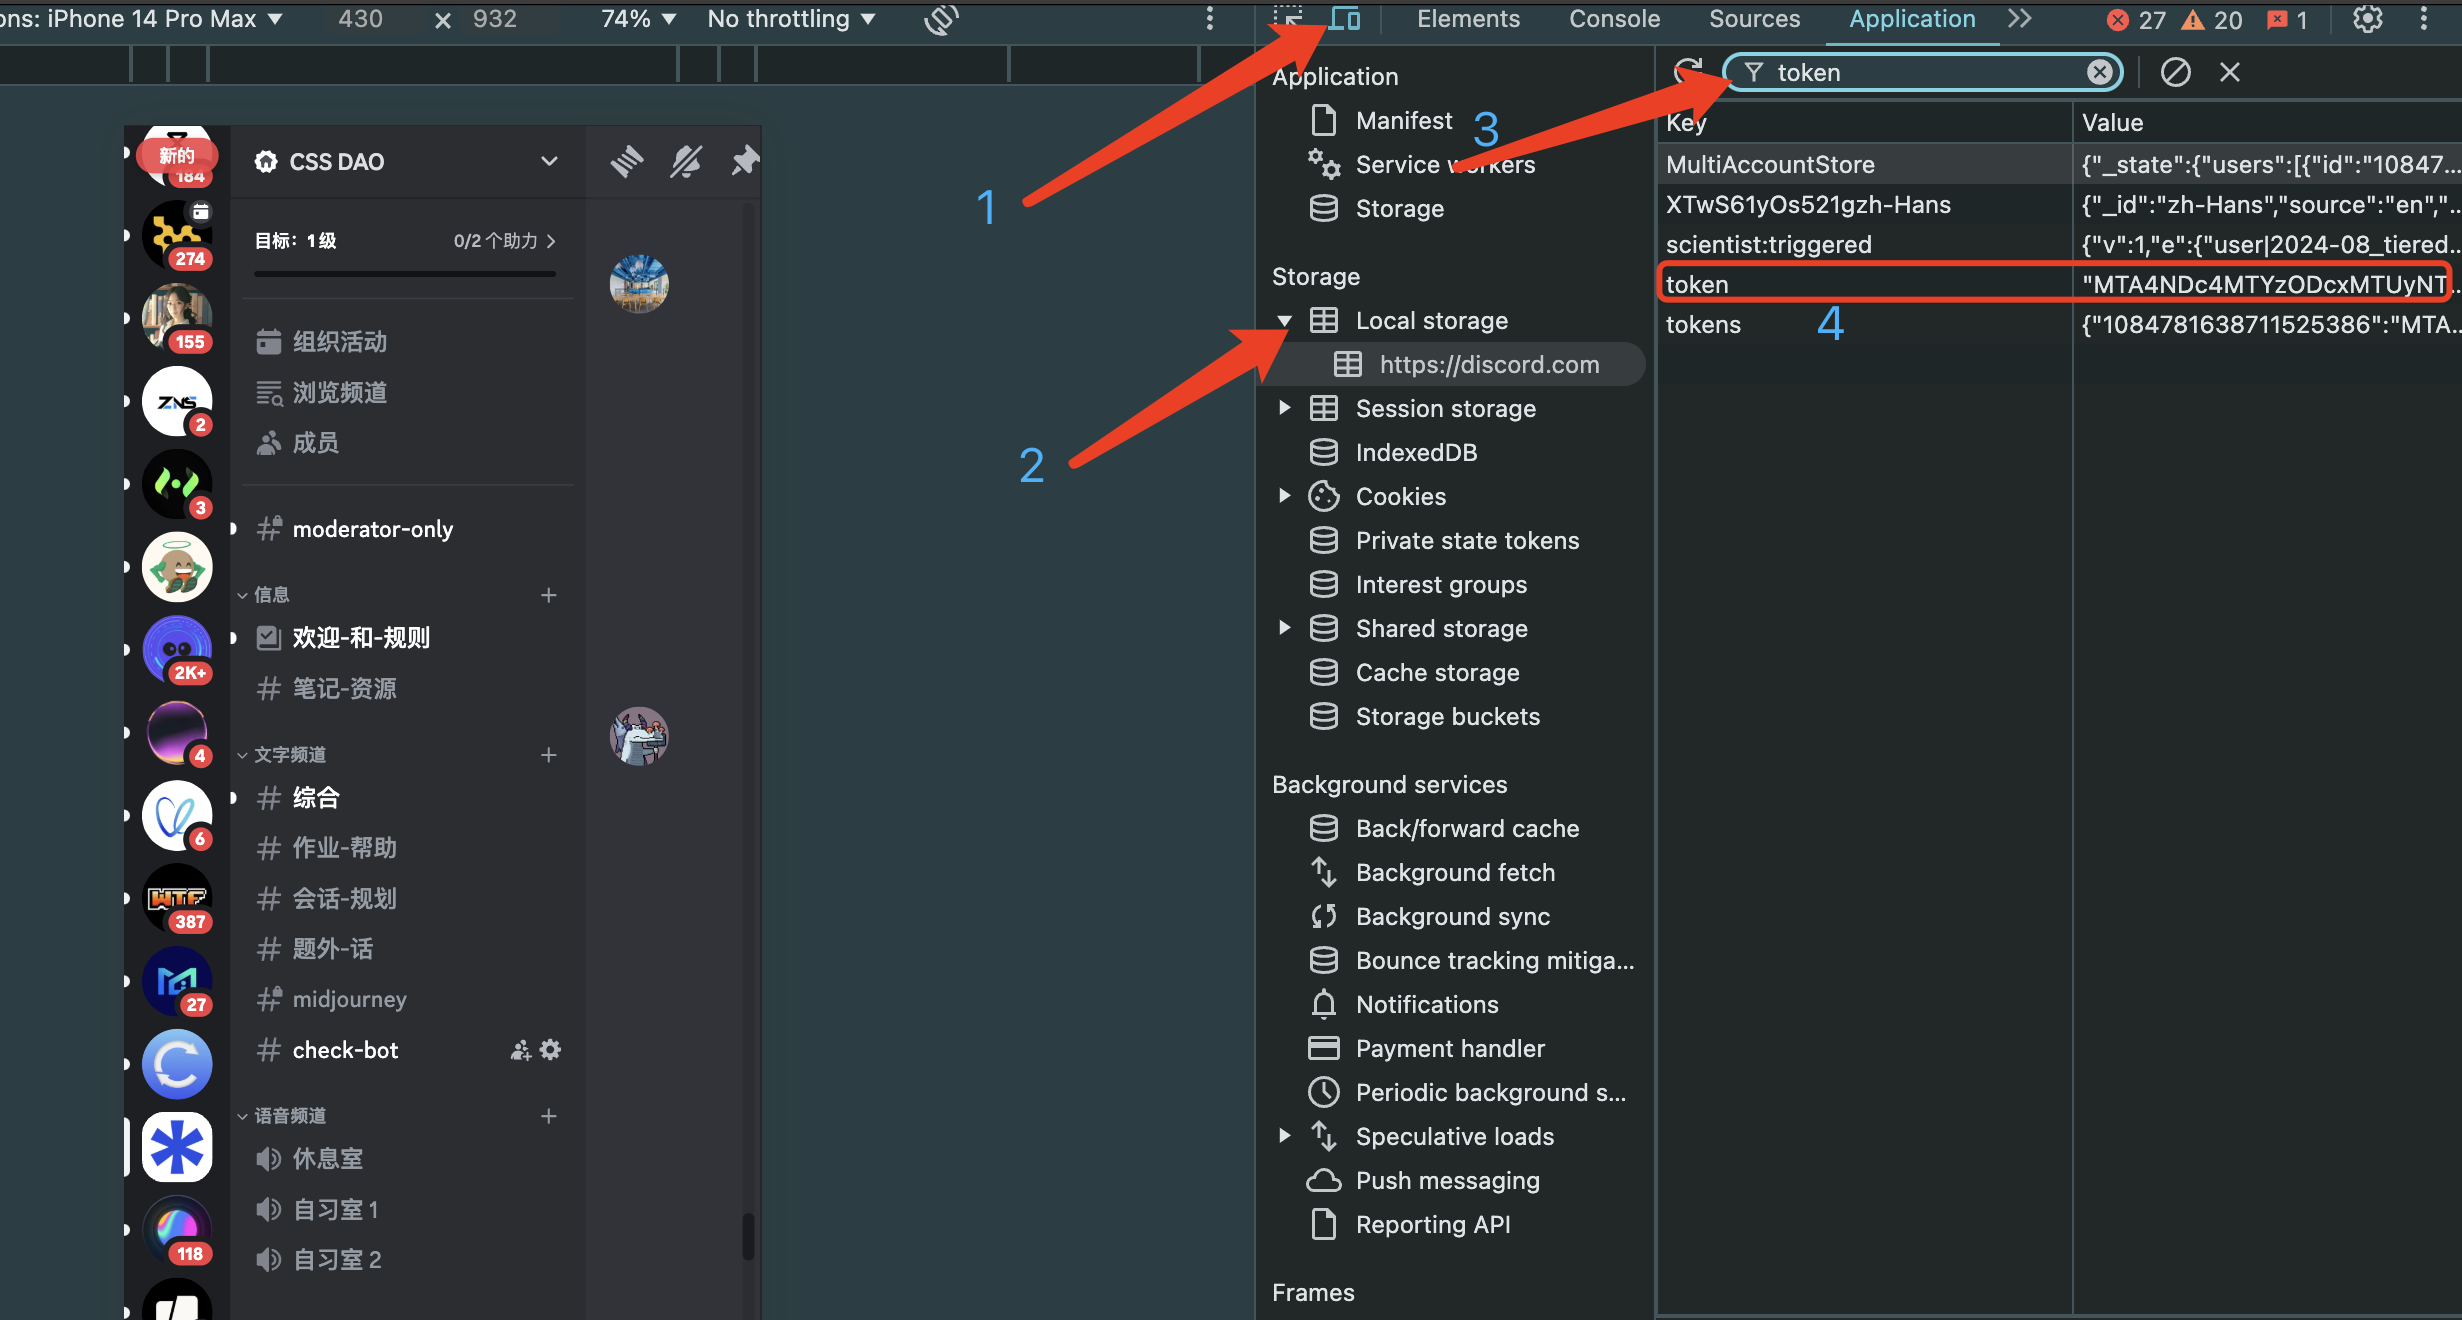 ons: iPhone 14 Pro Max
430 × 932
74%
No throttling
Elements
Console
Sources
Application
27
20
1
新的
184
274
155
2
3
2K+
4
6
WTF
387
27
118
ZNS
CSS DAO
目标：1级
0/2 个助力
组织活动
浏览频道
成员
moderator-only
信息
欢迎-和-规则
笔记-资源
文字频道
综合
作业-帮助
会话-规划
题外-话
midjourney
check-bot
语音频道
休息室
自习室 1
自习室 2
1
2
3
4
Application
Manifest
Service workers
Storage
Storage
Local storage
https://discord.com
Session storage
IndexedDB
Cookies
Private state tokens
Interest groups
Shared storage
Cache storage
Storage buckets
Background services
Back/forward cache
Background fetch
Background sync
Bounce tracking mitiga...
Notifications
Payment handler
Periodic background s...
Speculative loads
Push messaging
Reporting API
Frames
token
Key
Value
MultiAccountStore
{"_state":{"users":[{"id":"10847...
XTwS61yOs521gzh-Hans
{"_id":"zh-Hans","source":"en","...
scientist:triggered
{"v":1,"e":{"user|2024-08_tiered...
token
"MTA4NDc4MTYzODcxMTUyNT...
tokens
{"1084781638711525386":"MTA...